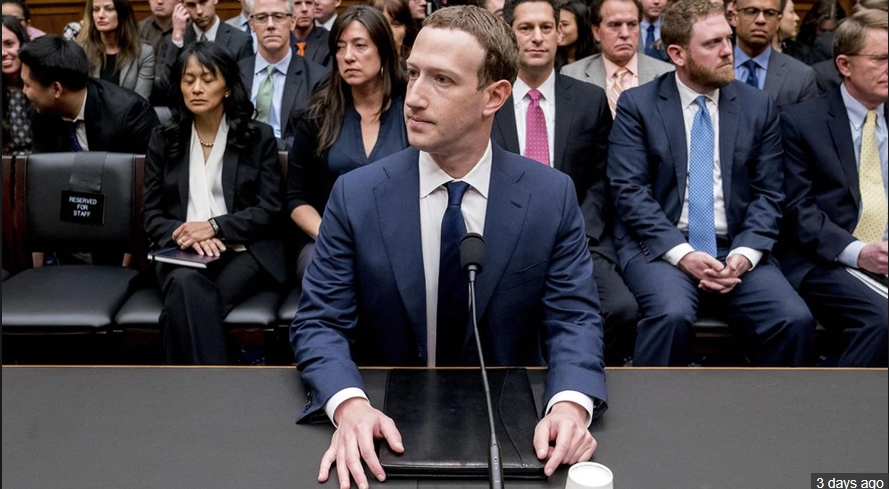 RESERVED
FOR
STAFF
3 days ago